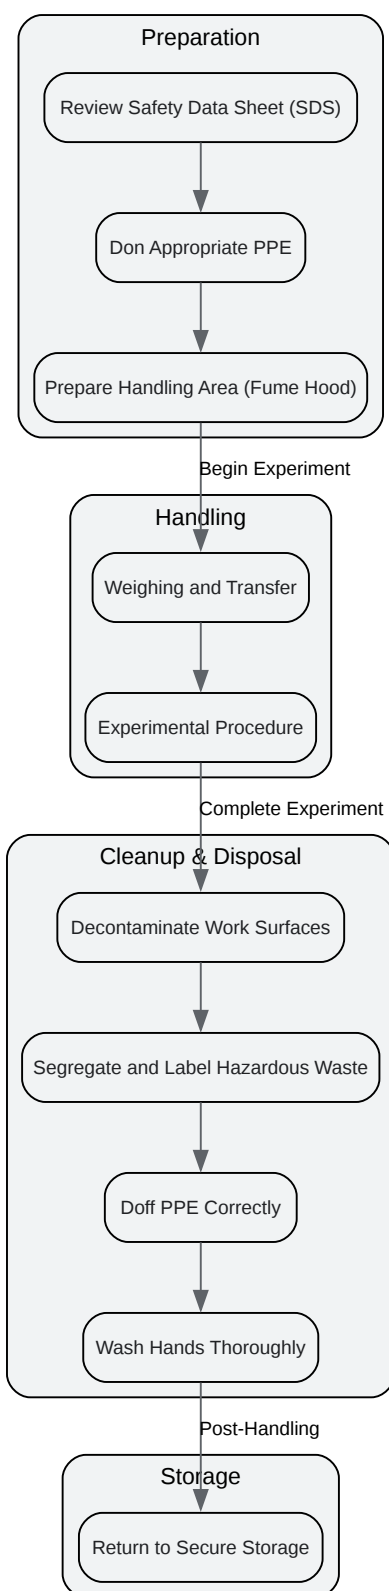 Preparation
Review Safety Data Sheet (SDS)
Don Appropriate PPE
Prepare Handling Area (Fume Hood)
Begin Experiment
Handling
Weighing and Transfer
Experimental Procedure
Complete Experiment
Cleanup & Disposal
Decontaminate Work Surfaces
Segregate and Label Hazardous Waste
Doff PPE Correctly
Wash Hands Thoroughly
Post-Handling
Storage
Return to Secure Storage